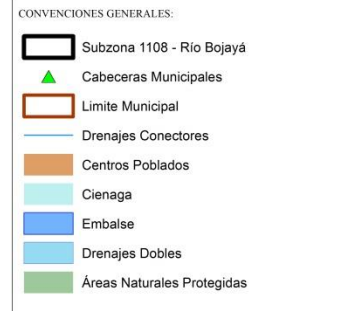 CONVENCIONES GENERALES:
Subzona 1108 - Río Bojayá
Cabeceras Municipales
Limite Municipal
Drenajes Conectores
Centros Poblados
Cienaga
Embalse
Drenajes Dobles
Áreas Naturales Protegidas